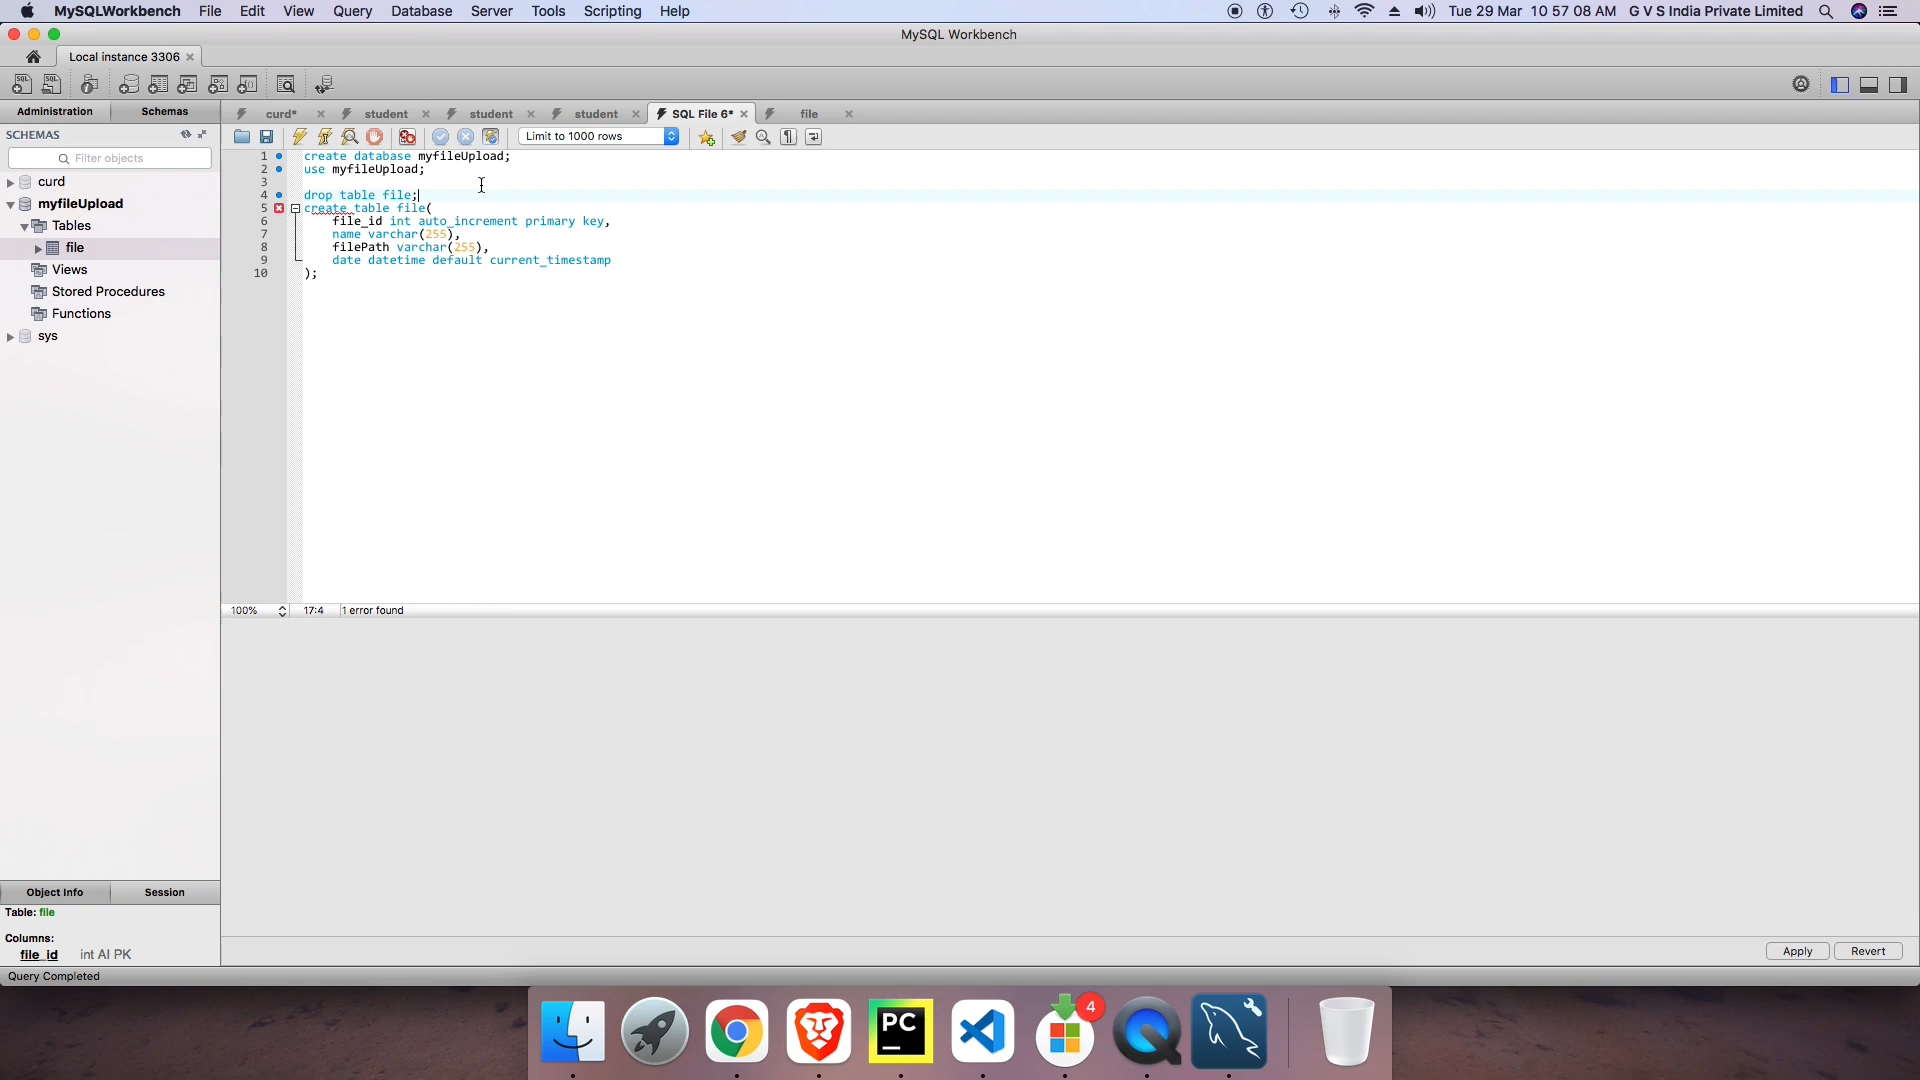 MySQLWorkbench File Edit View Query Database Server Tools Scripting Help
Tue 29 Mar 10 57 08 AM G V S India Private Limited
MySQL Workbench
Local instance 3306
Administration Schemas
curd* student student student SQL File 6* file
SCHEMAS
Limit to 1000 rows
Filter objects
curd
myfileUpload
Tables
file
Views
Stored Procedures
Functions
sys
1 create database myfileUpload;
2 use myfileUpload;
3
4 drop table file;
5 create table file(
6 file_id int auto_increment primary key,
7 name varchar(255),
8 filePath varchar(255),
9 date datetime default current_timestamp
10 );
100% 17:4 1 error found
Object Info Session
Table: file
Columns:
file_id int AI PK
Apply Revert
Query Completed
PC
4